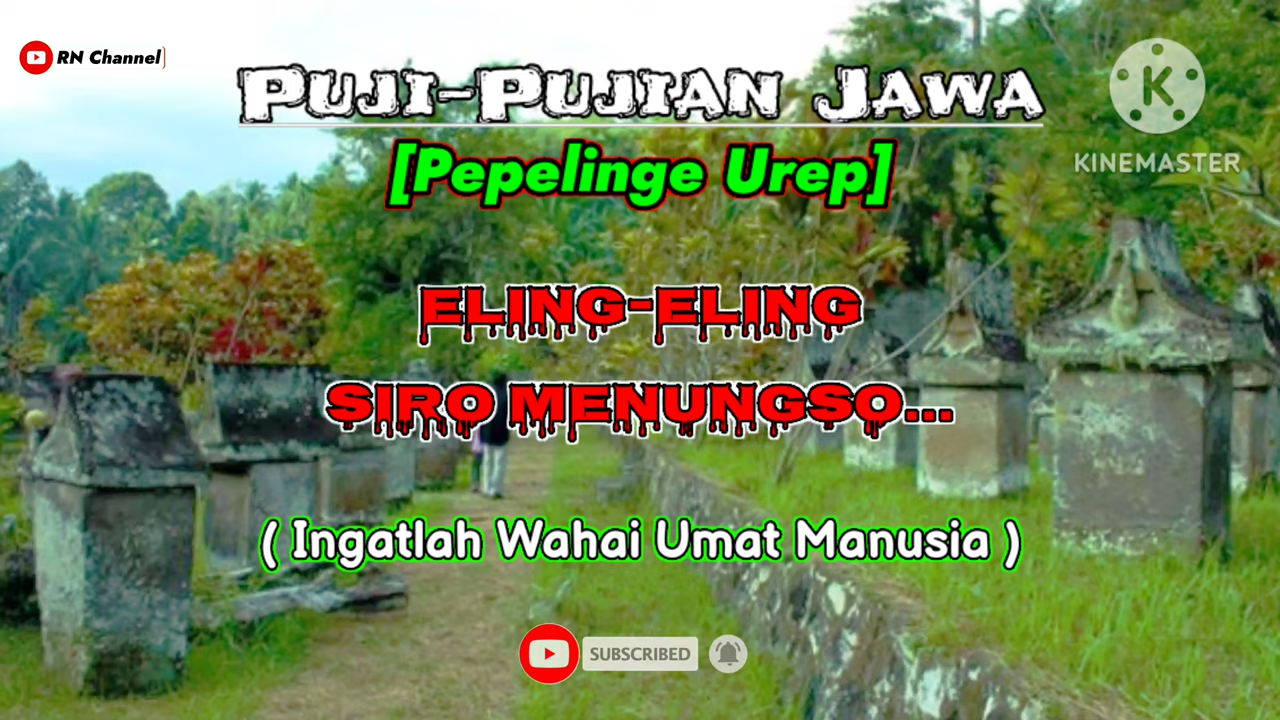 RN Channel
PUJI-PUJIAN JAWA
[Pepelinge Urep]
KINEMASTER
ELING-ELING
SIRO MENUNGSO...
( Ingatlah Wahai Umat Manusia )
SUBSCRIBED